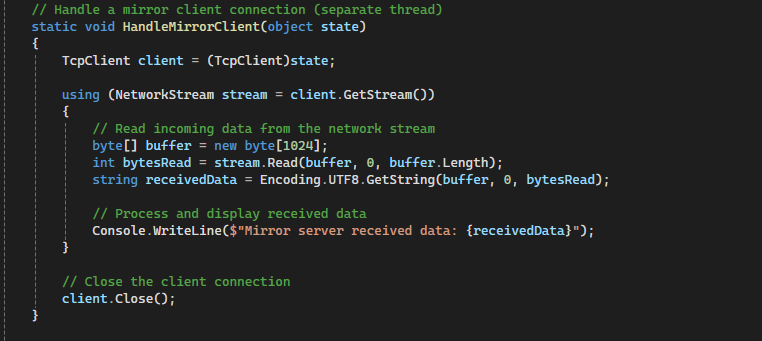 // Handle a mirror client connection (separate thread)
static void HandleMirrorClient(object state)
{
    TcpClient client = (TcpClient)state;

    using (NetworkStream stream = client.GetStream())
    {
        // Read incoming data from the network stream
        byte[] buffer = new byte[1024];
        int bytesRead = stream.Read(buffer, 0, buffer.Length);
        string receivedData = Encoding.UTF8.GetString(buffer, 0, bytesRead);

        // Process and display received data
        Console.WriteLine($"Mirror server received data: {receivedData}");
    }

    // Close the client connection
    client.Close();
}